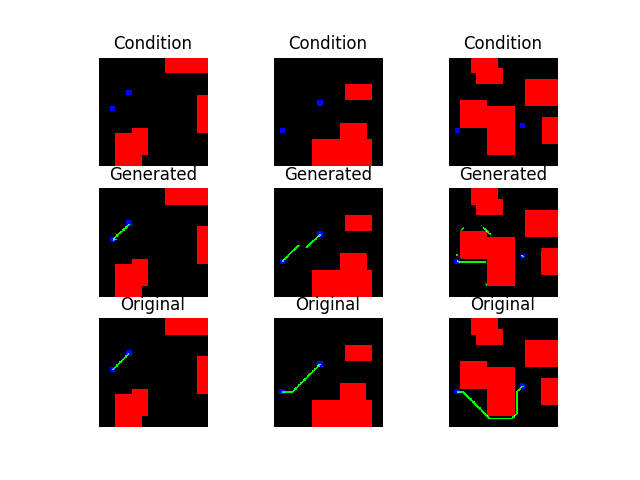 Condition Condition Condition
Generated Generated Generated
Original Original Original